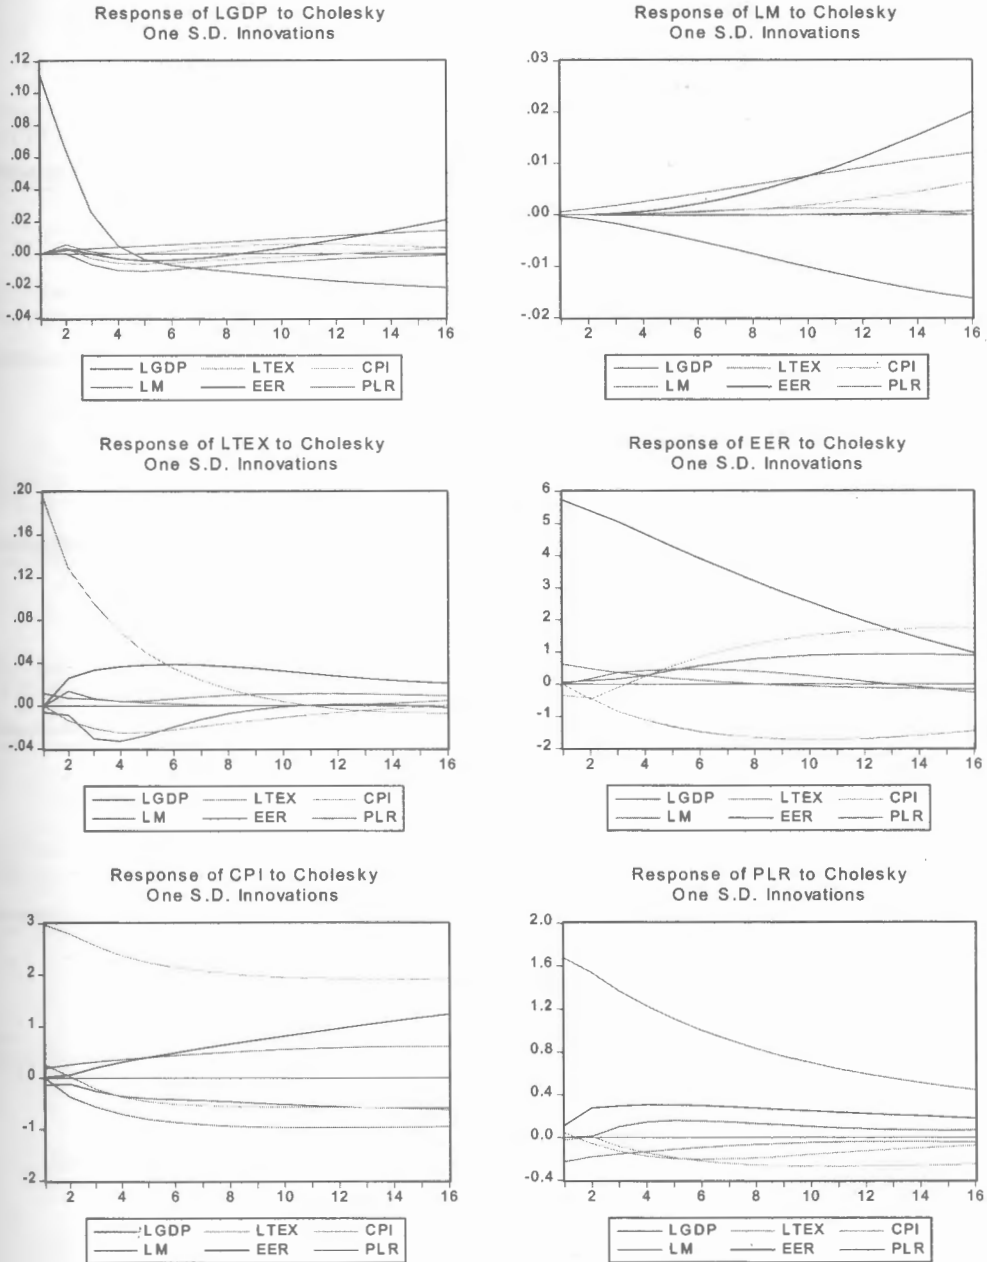 Response of LGDP to Cholesky
One S.D. Innovations
.12
.10
.08
.06
.04
.02
.00
-.02
-.04
2 4 6 8 10 12 14 16
LGDP LTEX CPI
LM EER PLR
Response of LM to Cholesky
One S.D. Innovations
.03
.02
.01
.00
-.01
-.02
2 4 6 8 10 12 14 16
LGDP LTEX CPI
LM EER PLR
Response of LTEX to Cholesky
One S.D. Innovations
.20
.16
.12
.08
.04
.00
-.04
2 4 6 8 10 12 14 16
LGDP LTEX CPI
LM EER PLR
Response of EER to Cholesky
One S.D. Innovations
6
5
4
3
2
1
0
-1
-2
2 4 6 8 10 12 14 16
LGDP LTEX CPI
LM EER PLR
Response of CPI to Cholesky
One S.D. Innovations
3
2
1
0
-1
-2
2 4 6 8 10 12 14 16
LGDP LTEX CPI
LM EER PLR
Response of PLR to Cholesky
One S.D. Innovations
2.0
1.6
1.2
0.8
0.4
0.0
-0.4
2 4 6 8 10 12 14 16
LGDP LTEX CPI
LM EER PLR